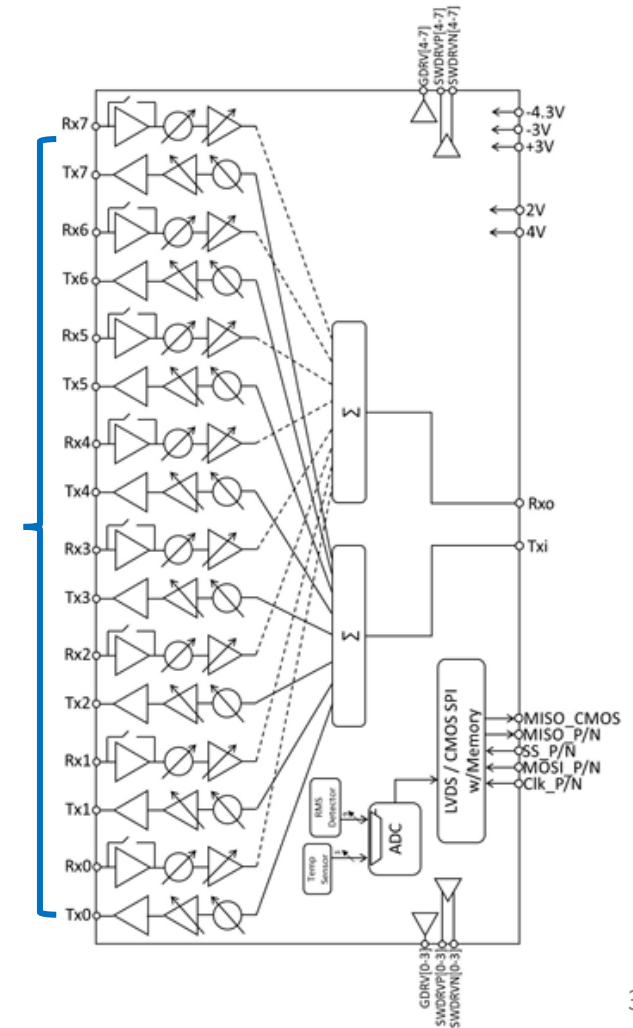 GDRV[4-7]
SWDRVP[4-7]
SWDRVN[4-7]
Rx7
Tx7
Rx6
Tx6
Rx5
Tx5
Rx4
Tx4
Rx3
Tx3
Rx2
Tx2
Rx1
Tx1
Rx0
Tx0
Σ
Σ
-4.3V
-3V
+3V
2V
4V
Rxo
Txi
LVDS / CMOS SPI
w/Memory
MISO_CMOS
MISO_P/N
SS_P/N
MOSI_P/N
Clk_P/N
RMS
Detector
Temp
Sensor
ADC
GDRV[0-3]
SWDRVP[0-3]
SWDRVN[0-3]